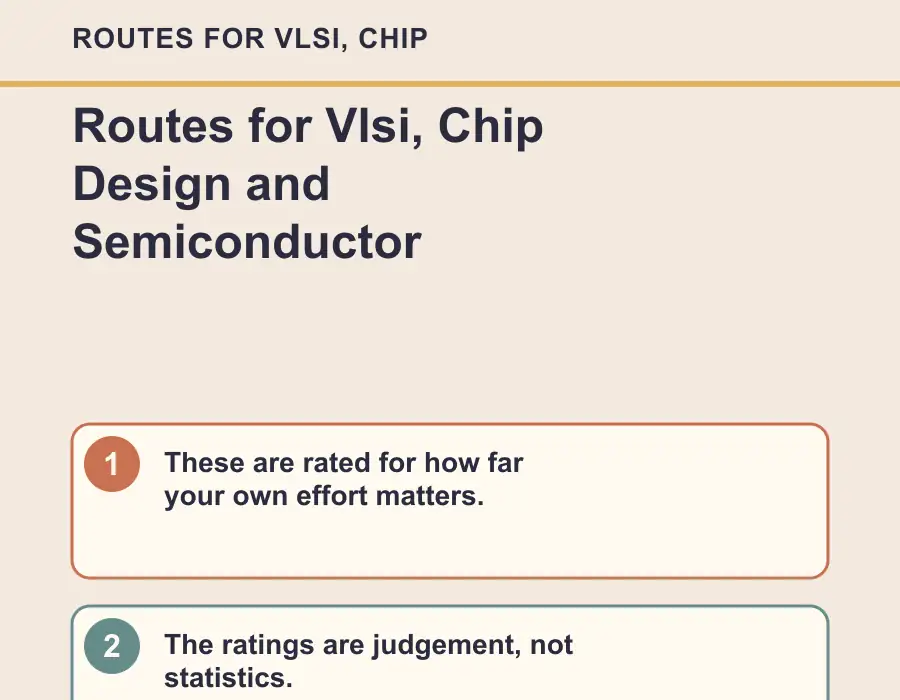 ROUTES FOR VLSI, CHIP
Routes for Vlsi, Chip
Design and
Semiconductor
1
These are rated for how far
your own effort matters.
2
The ratings are judgement, not
statistics.